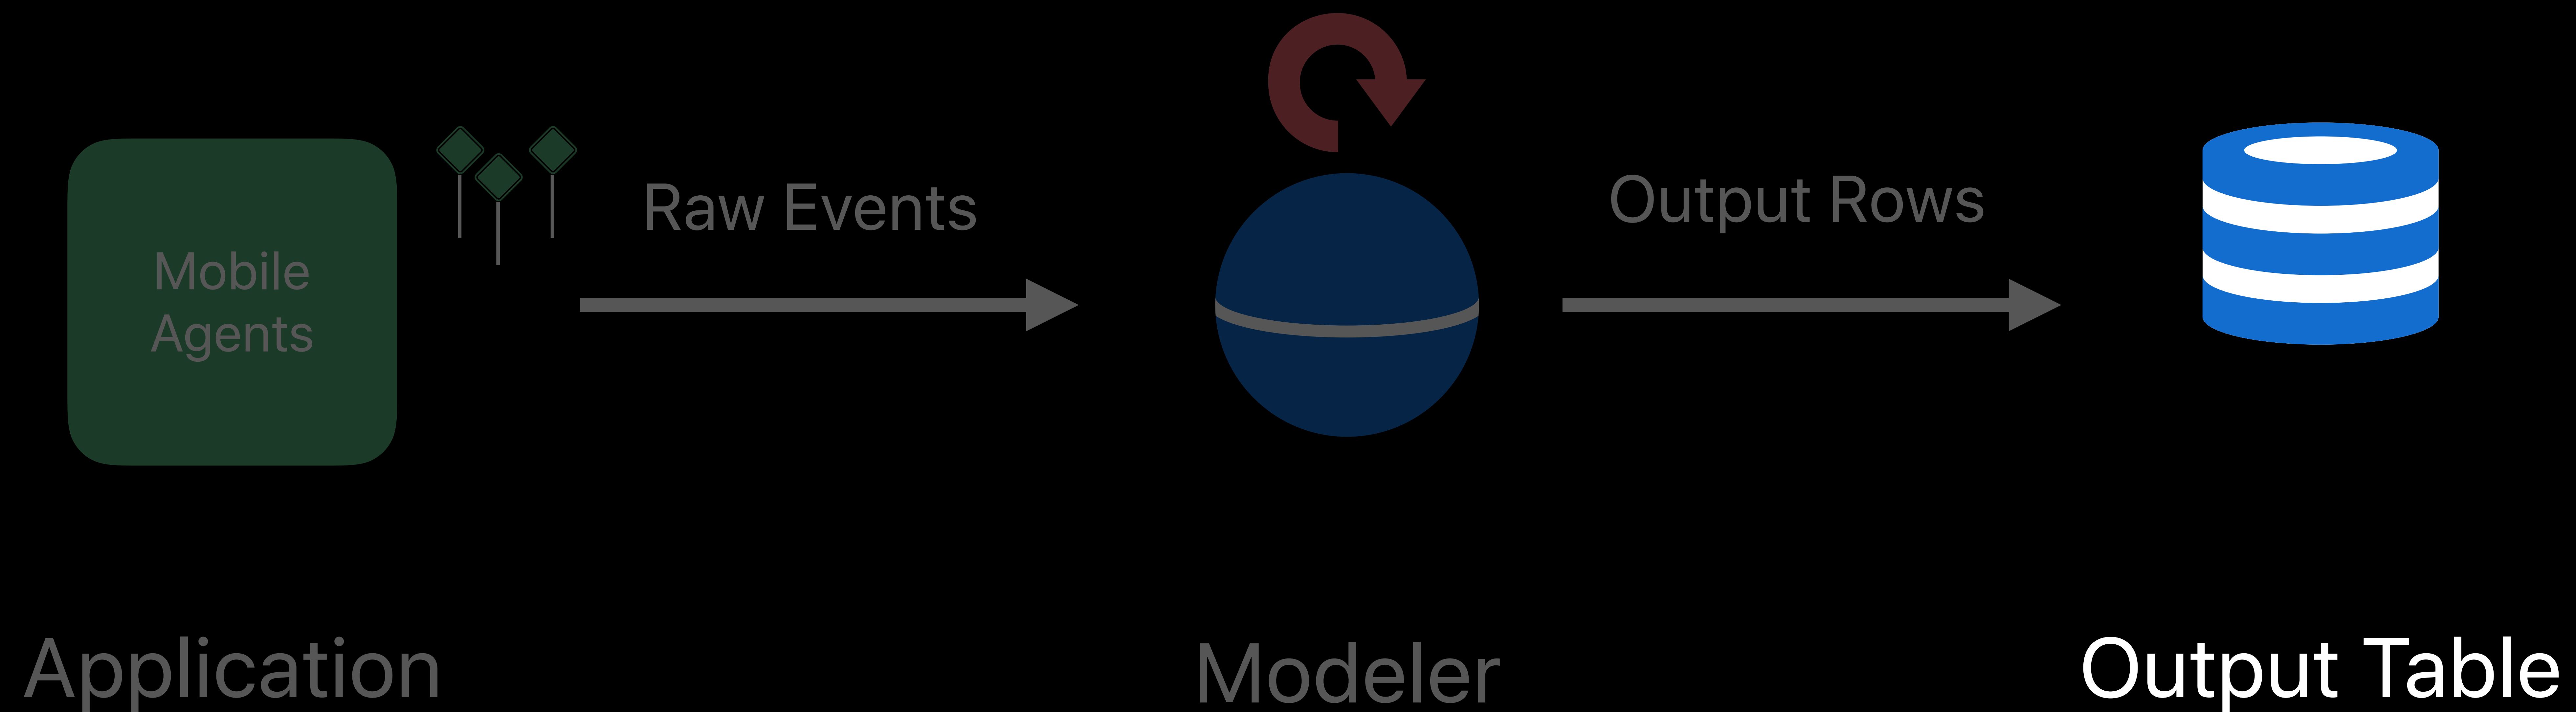 Mobile
Agents
Raw Events
Output Rows
Application
Modeler
Output Table